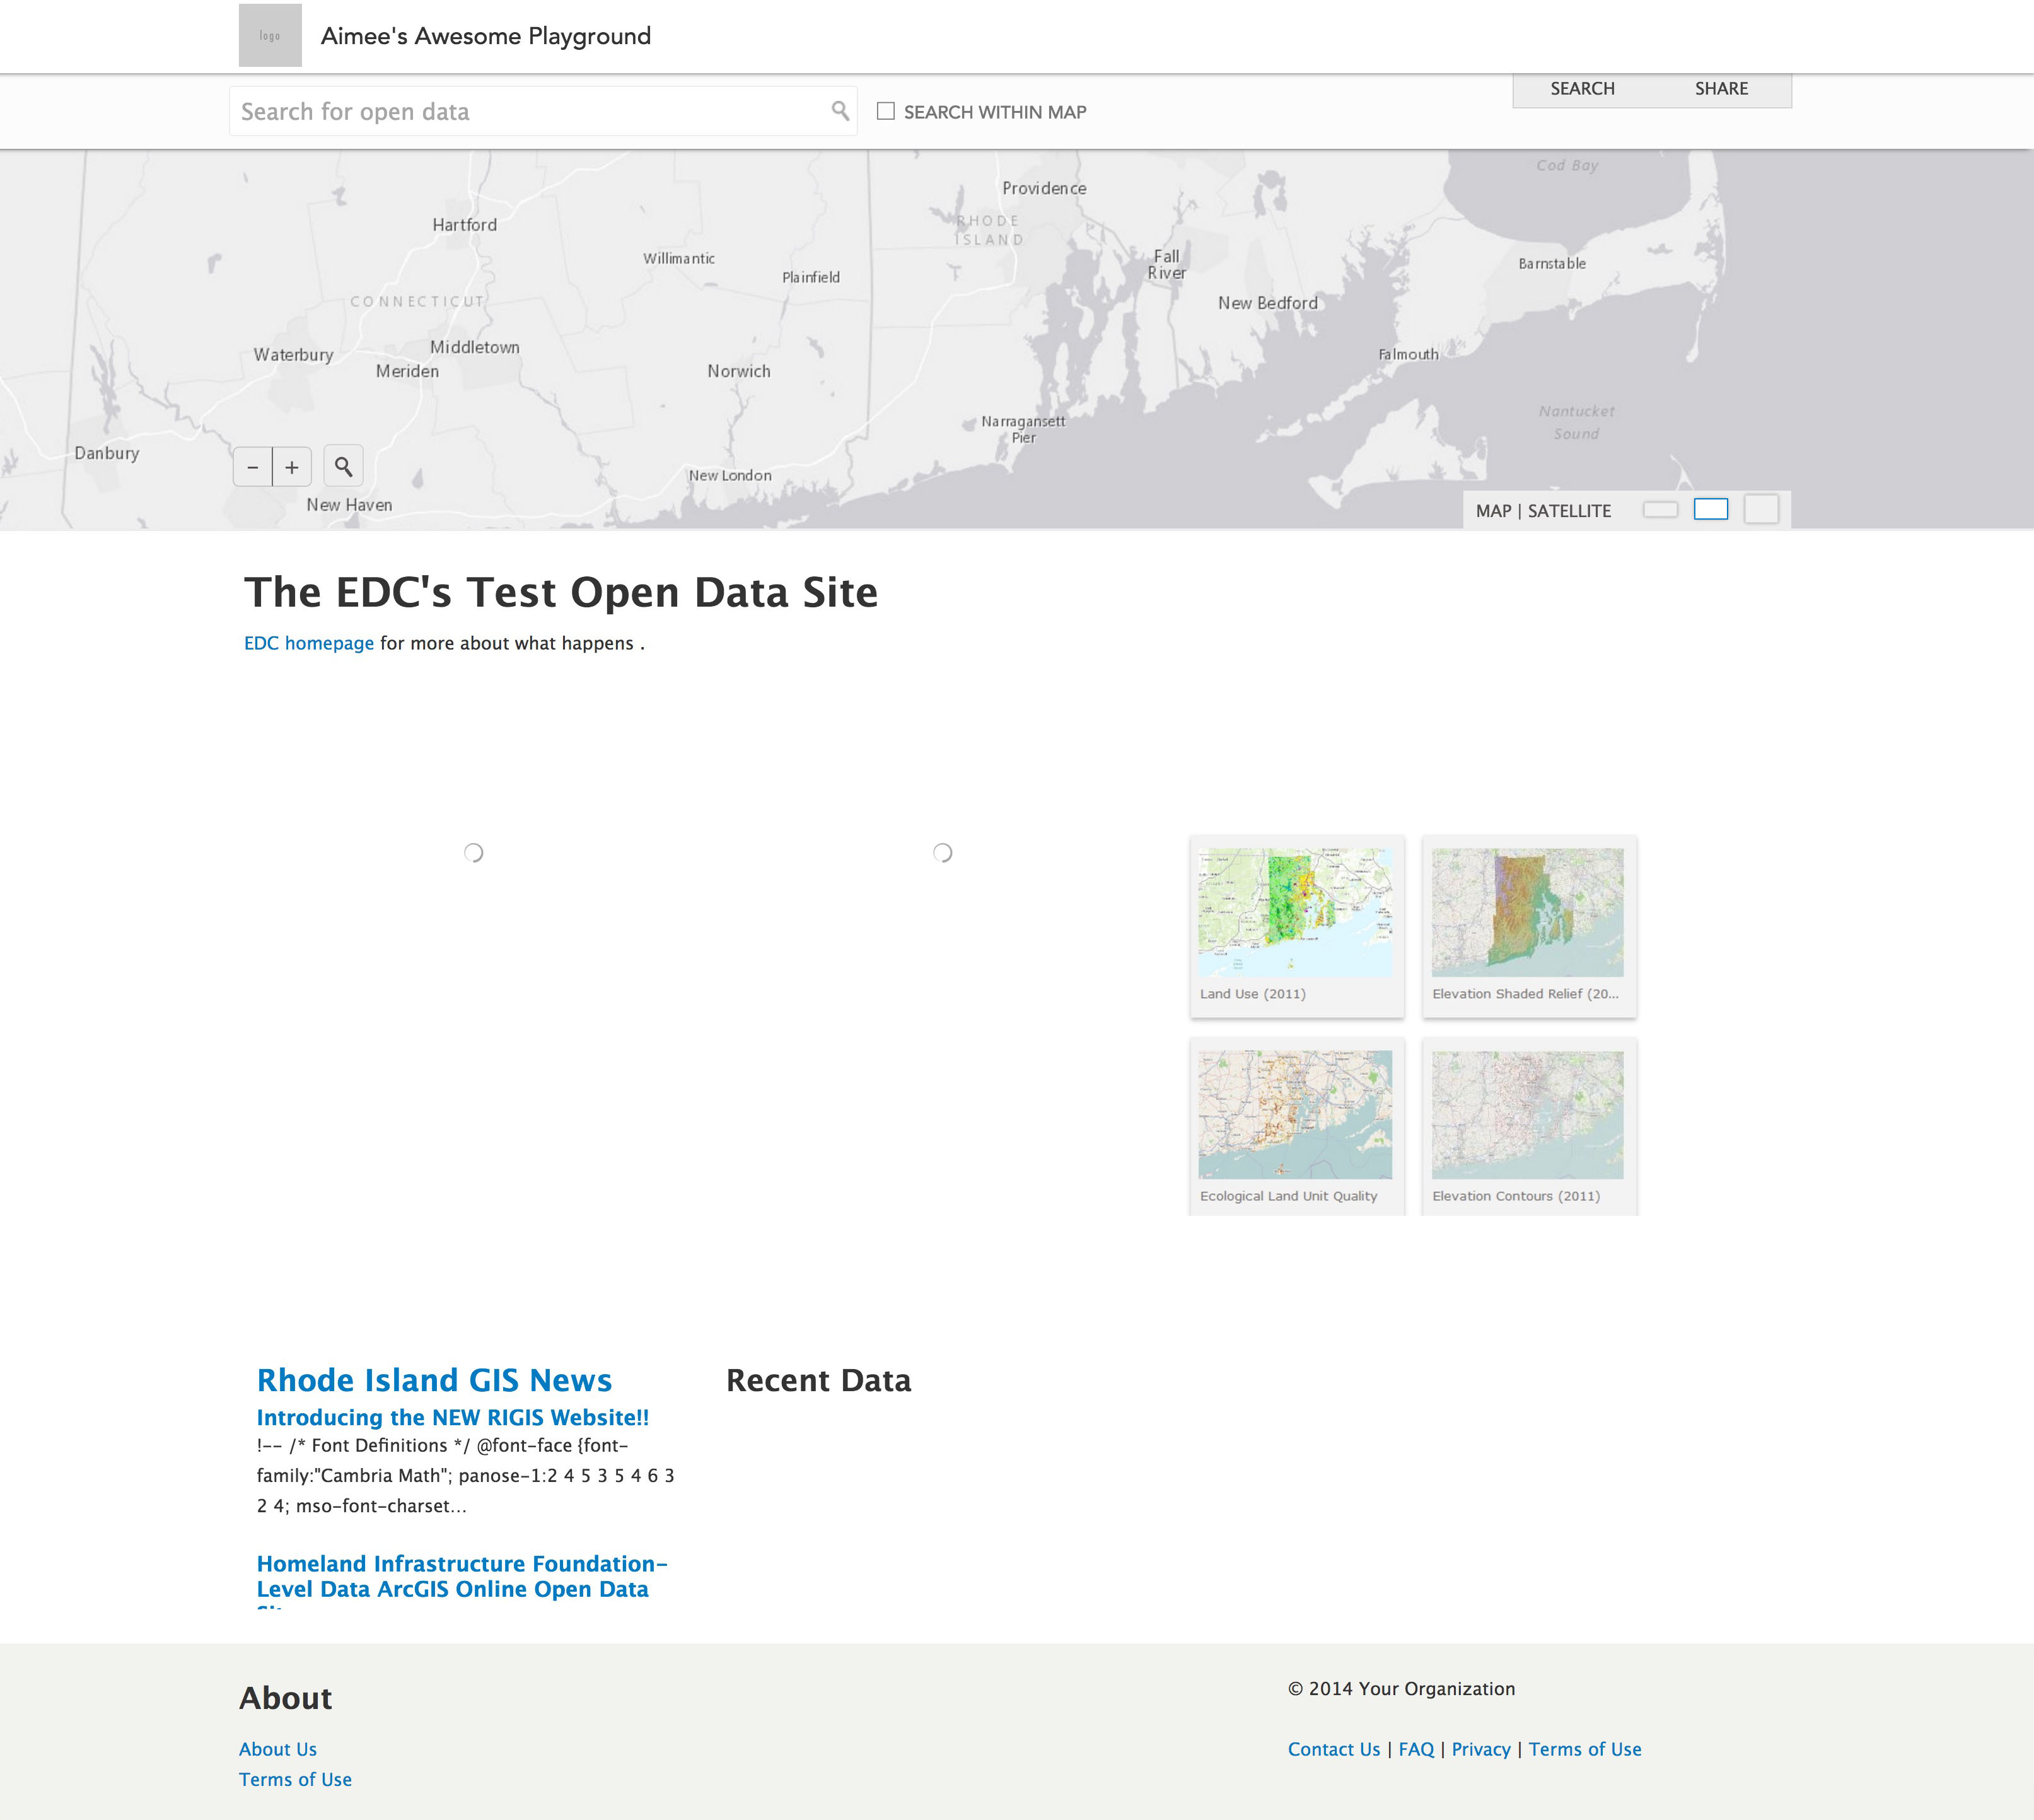 logo
Aimee's Awesome Playground
Search for open data
SEARCH WITHIN MAP
SEARCH SHARE
Cod Bay
Providence
Hartford
RHODE
ISLAND
Willimantic
Fall
River
Plainfield
Barnstable
CONNECTICUT
New Bedford
Waterbury
Middletown
Falmouth
Meriden
Norwich
Nantucket
Sound
Narragansett
Pier
Danbury
- +
New London
New Haven
MAP | SATELLITE
The EDC's Test Open Data Site
EDC homepage for more about what happens .
Land Use (2011)
Elevation Shaded Relief (20...
Ecological Land Unit Quality
Elevation Contours (2011)
Rhode Island GIS News
Introducing the NEW RIGIS Website!!
!-- /* Font Definitions */ @font-face {font-
family:"Cambria Math"; panose-1:2 4 5 3 5 4 6 3
2 4; mso-font-charset...
Homeland Infrastructure Foundation-
Level Data ArcGIS Online Open Data
Recent Data
About
About Us
Terms of Use
© 2014 Your Organization
Contact Us | FAQ | Privacy | Terms of Use